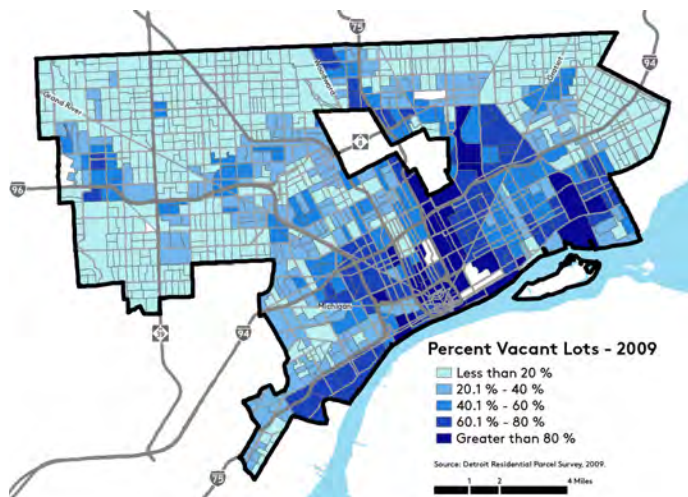 75
94
Woodward
Gratiot
Grand River
8
96
Michigan
94
39
75
Percent Vacant Lots - 2009
Less than 20 %
20.1 % - 40 %
40.1 % - 60 %
60.1 % - 80 %
Greater than 80 %
Source: Detroit Residential Parcel Survey, 2009.
1 2 4 Miles